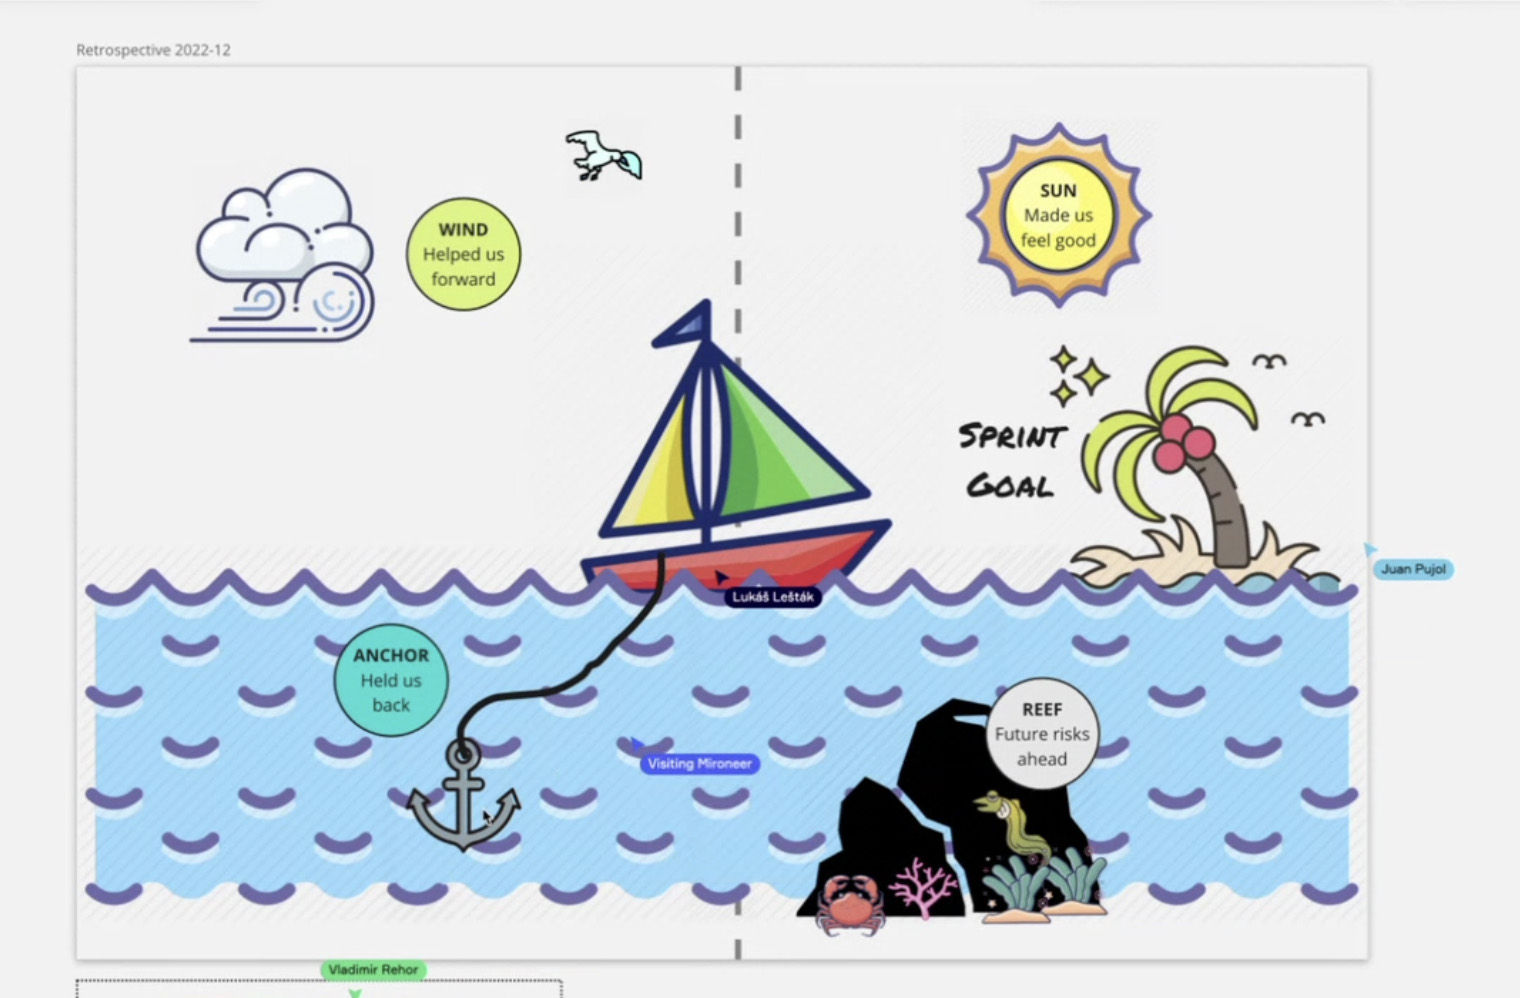 Retrospective 2022-12
WIND
Helped us
forward
SUN
Made us
feel good
SPRINT
GOAL
Juan Pujol
Lukáš Lešták
ANCHOR
Held us
back
REEF
Future risks
ahead
Visiting Mironeer
Vladimir Rehor